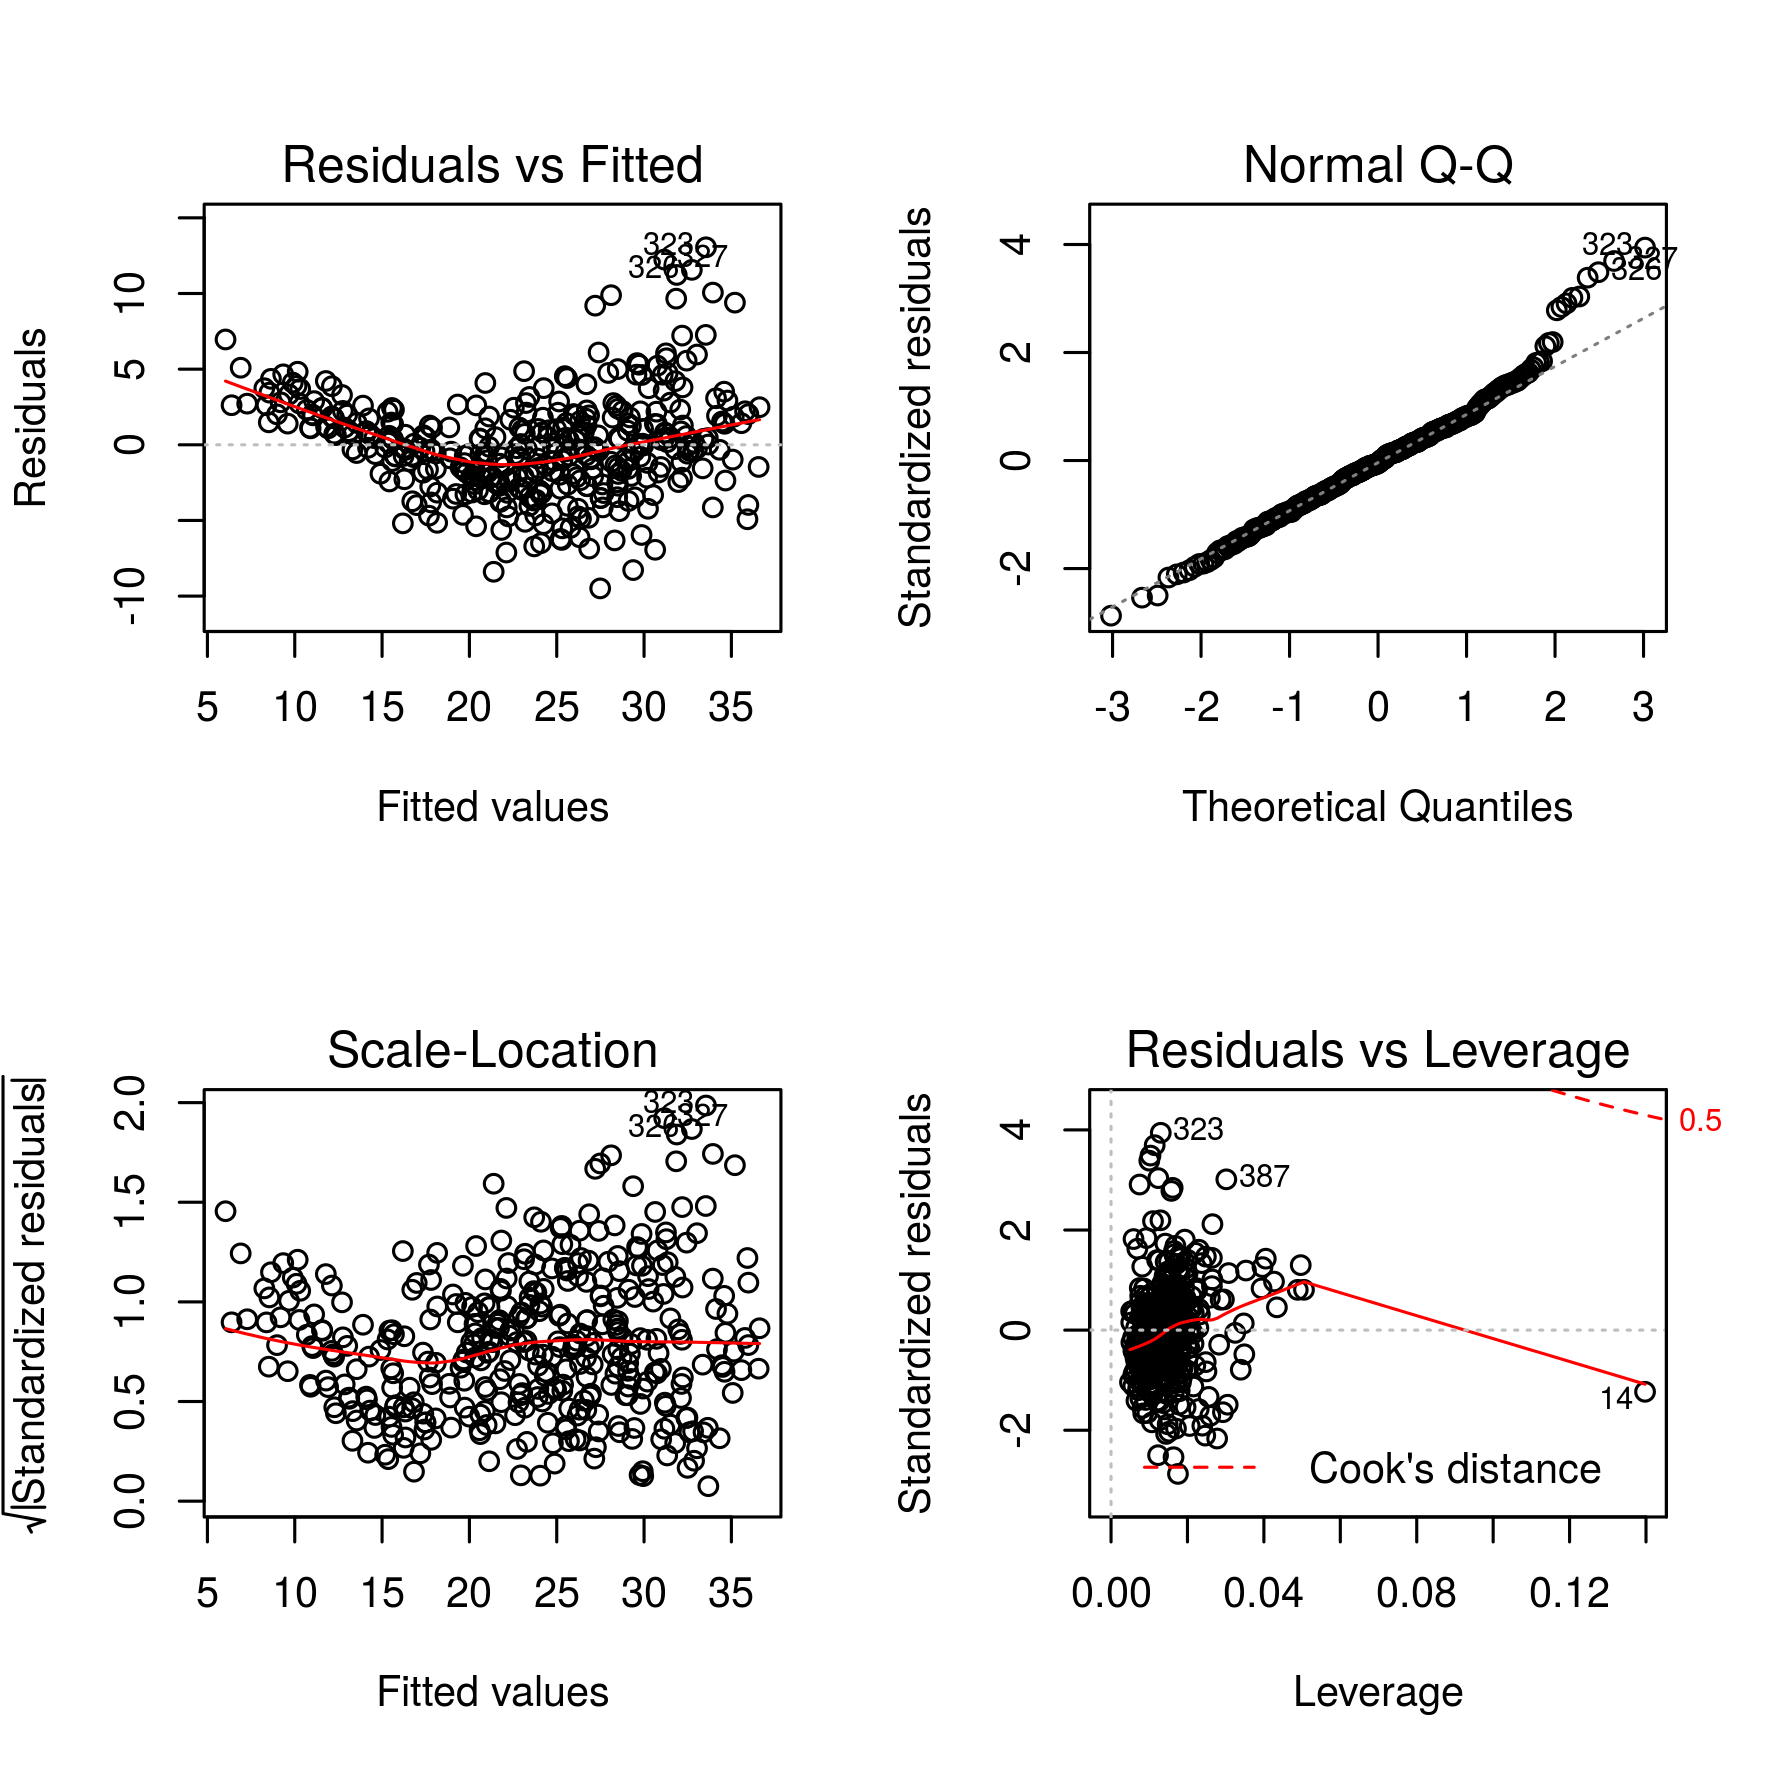 Residuals vs Fitted
Residuals
-10 0 5 10
323
327
326
5 10 15 20 25 30 35
Fitted values
Normal Q-Q
Standardized residuals
-2 0 2 4
323
327
326
-3 -2 -1 0 1 2 3
Theoretical Quantiles
Scale-Location
√|Standardized residuals|
0.0 0.5 1.0 1.5 2.0
323
327
326
5 10 15 20 25 30 35
Fitted values
Residuals vs Leverage
Standardized residuals
-2 0 2 4
0.5
323
387
14
Cook's distance
0.00 0.04 0.08 0.12
Leverage